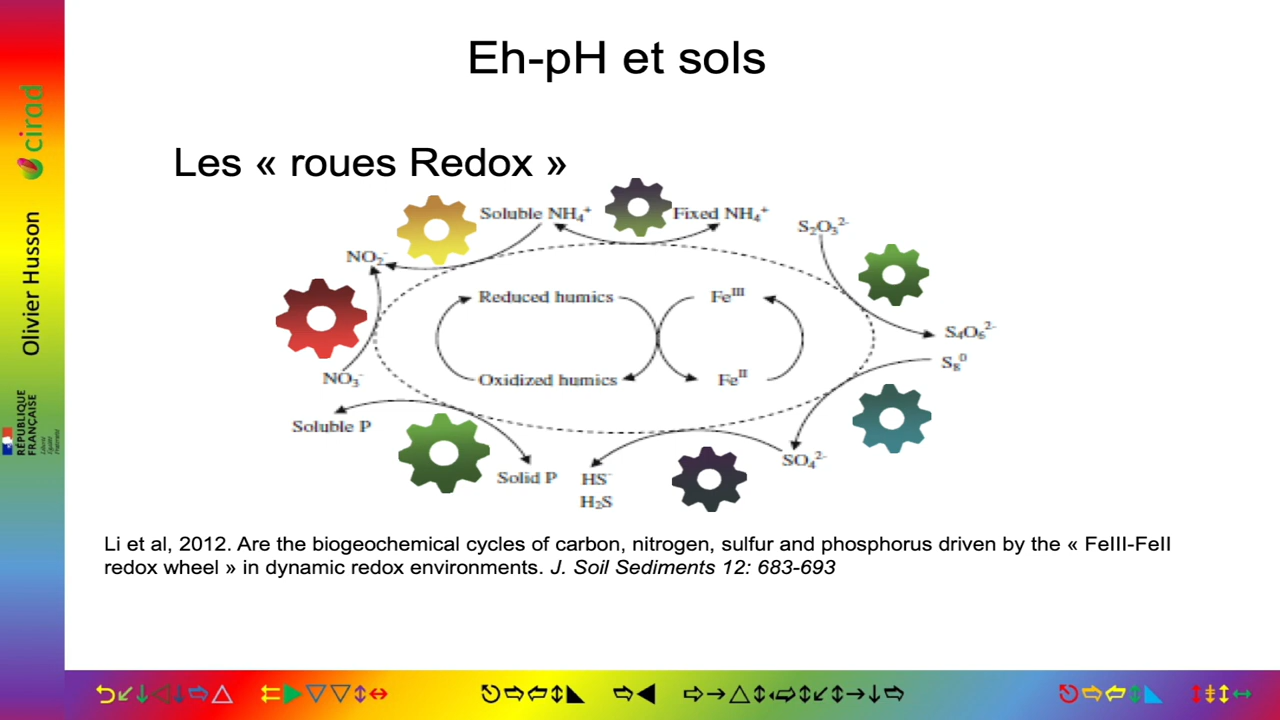 Eh-pH et sols
Les « roues Redox »
Soluble NH₄⁺
Fixed NH₄⁺
S₂O₃²⁻
NO₂⁻
Reduced humics
Feᴵᴵᴵ
S₄O₆²⁻
S₈⁰
NO₃⁻
Oxidized humics
Feᴵᴵ
Soluble P
SO₄²⁻
Solid P
HS⁻
H₂S
Li et al, 2012. Are the biogeochemical cycles of carbon, nitrogen, sulfur and phosphorus driven by the « FeIII-FeII
redox wheel » in dynamic redox environments. J. Soil Sediments 12: 683-693
cirad
Olivier Husson
RÉPUBLIQUE
FRANÇAISE